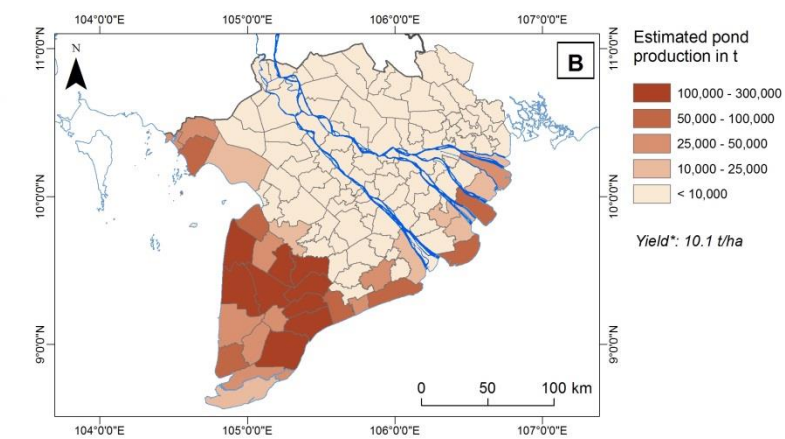 104°0'0"E 105°0'0"E 106°0'0"E 107°0'0"E
11°0'0"N
10°0'0"N
9°0'0"N
N
B
11°0'0"N
10°0'0"N
9°0'0"N
0 50 100 km
104°0'0"E 105°0'0"E 106°0'0"E 107°0'0"E
Estimated pond
production in t
100,000 - 300,000
50,000 - 100,000
25,000 - 50,000
10,000 - 25,000
< 10,000
Yield*: 10.1 t/ha